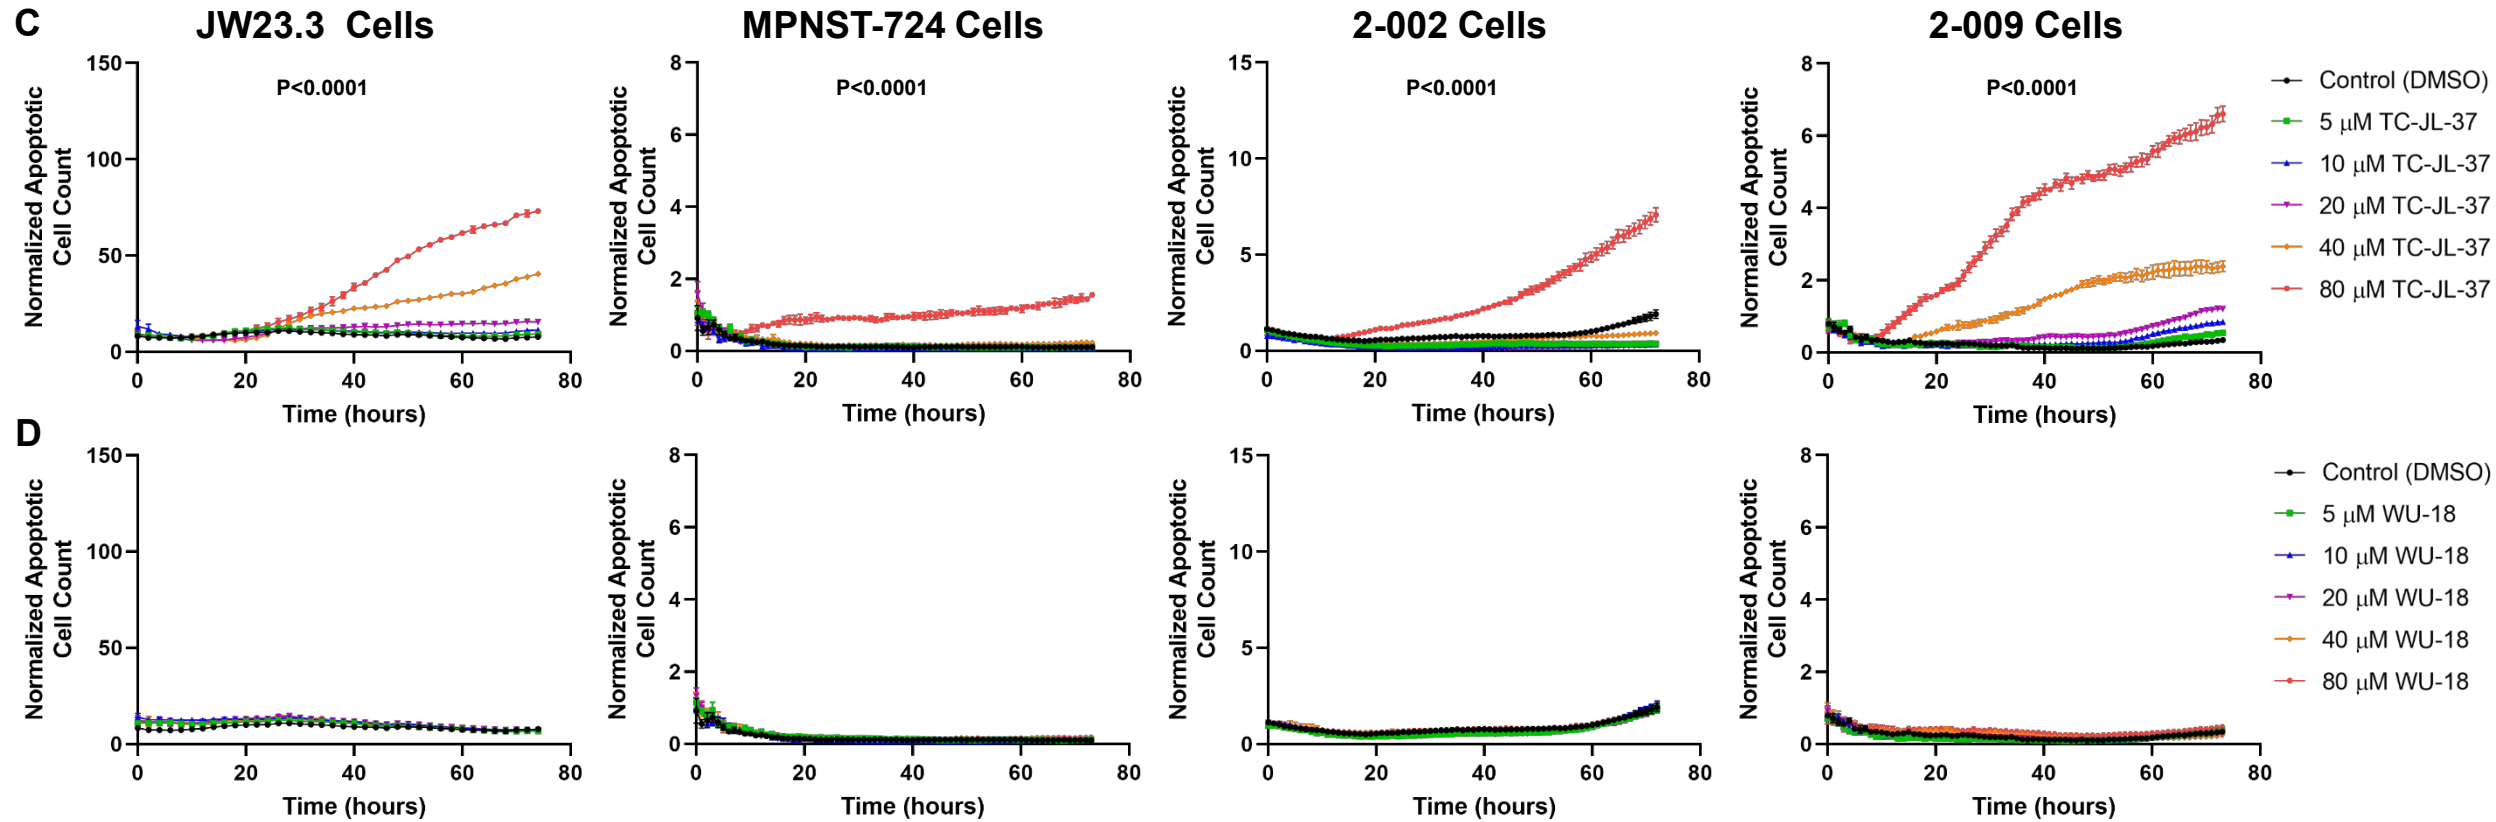 C
JW23.3 Cells
MPNST-724 Cells
2-002 Cells
2-009 Cells
150
100
50
0
0 20 40 60 80
Time (hours)
Normalized Apoptotic
Cell Count
P<0.0001
8
6
4
2
0
0 20 40 60 80
Time (hours)
Normalized Apoptotic
Cell Count
P<0.0001
15
10
5
0
0 20 40 60 80
Time (hours)
Normalized Apoptotic
Cell Count
P<0.0001
8
6
4
2
0
0 20 40 60 80
Time (hours)
Normalized Apoptotic
Cell Count
P<0.0001
Control (DMSO)
5 μM TC-JL-37
10 μM TC-JL-37
20 μM TC-JL-37
40 μM TC-JL-37
80 μM TC-JL-37
D
150
100
50
0
0 20 40 60 80
Time (hours)
Normalized Apoptotic
Cell Count
8
6
4
2
0
0 20 40 60 80
Time (hours)
Normalized Apoptotic
Cell Count
15
10
5
0
0 20 40 60 80
Time (hours)
Normalized Apoptotic
Cell Count
8
6
4
2
0
0 20 40 60 80
Time (hours)
Normalized Apoptotic
Cell Count
Control (DMSO)
5 μM WU-18
10 μM WU-18
20 μM WU-18
40 μM WU-18
80 μM WU-18